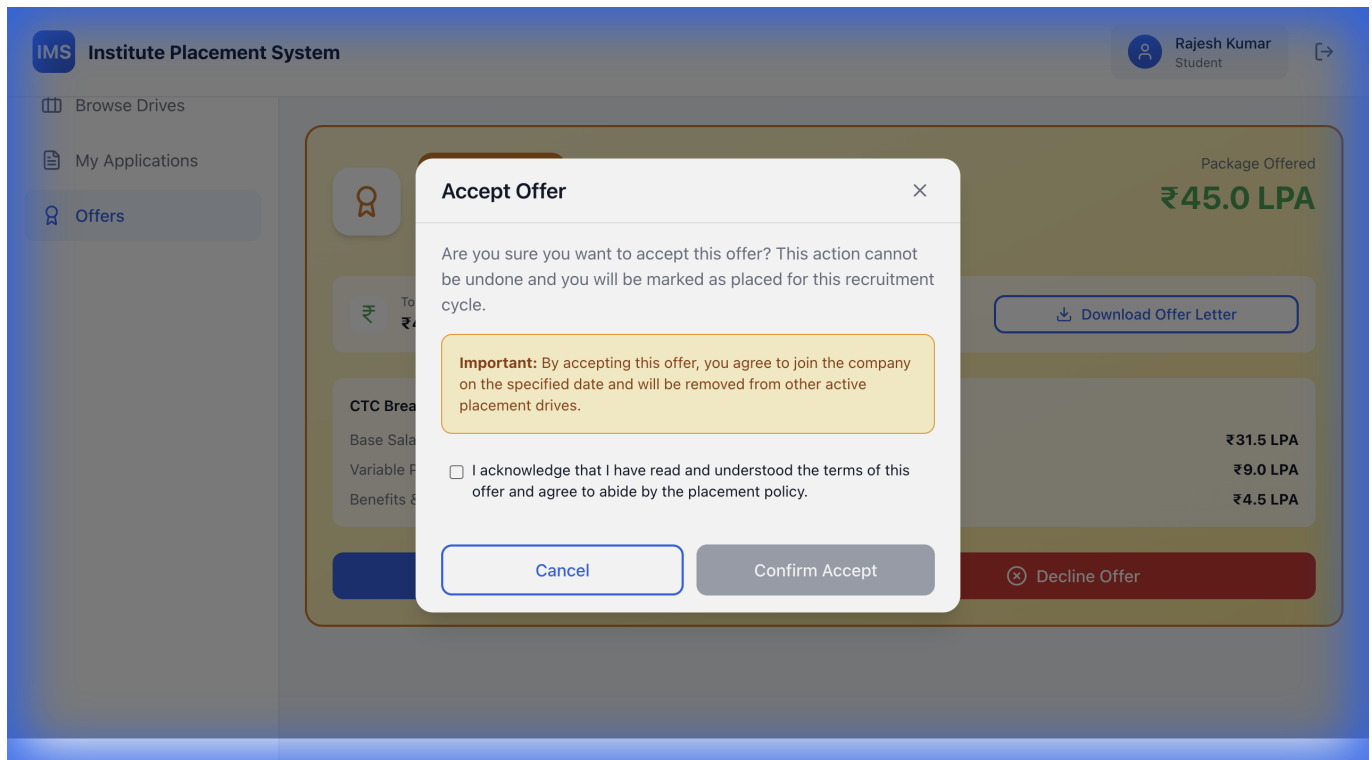 IMS Institute Placement System
Rajesh Kumar
Student
Browse Drives
My Applications
Offers
Package Offered
₹45.0 LPA
Download Offer Letter
CTC
₹31.5 LPA
Variable
₹9.0 LPA
Benefits
₹4.5 LPA
Decline Offer
Accept Offer
Are you sure you want to accept this offer? This action cannot
be undone and you will be marked as placed for this recruitment
cycle.
Important: By accepting this offer, you agree to join the company
on the specified date and will be removed from other active
placement drives.
I acknowledge that I have read and understood the terms of this
offer and agree to abide by the placement policy.
Cancel
Confirm Accept